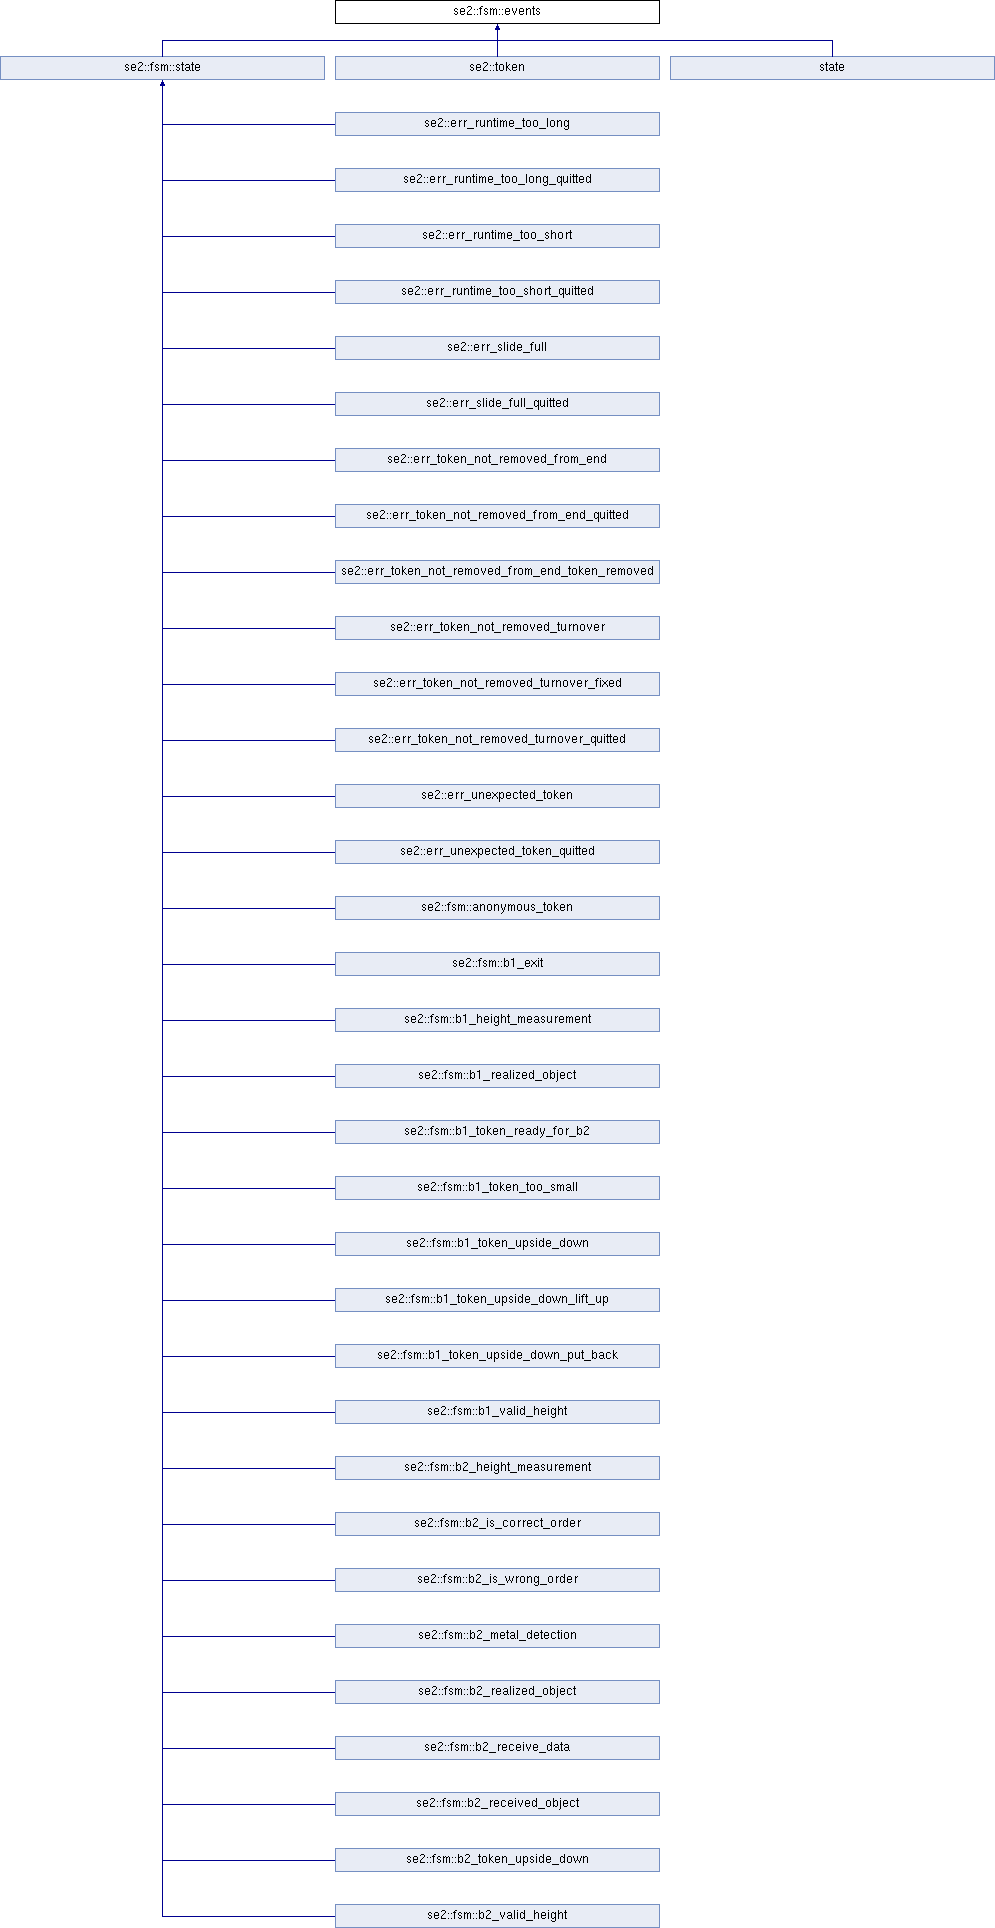 se2::fsm::events
se2::fsm::state
se2::token
state
se2::err_runtime_too_long
se2::err_runtime_too_long_quitted
se2::err_runtime_too_short
se2::err_runtime_too_short_quitted
se2::err_slide_full
se2::err_slide_full_quitted
se2::err_token_not_removed_from_end
se2::err_token_not_removed_from_end_quitted
se2::err_token_not_removed_from_end_token_removed
se2::err_token_not_removed_turnover
se2::err_token_not_removed_turnover_fixed
se2::err_token_not_removed_turnover_quitted
se2::err_unexpected_token
se2::err_unexpected_token_quitted
se2::fsm::anonymous_token
se2::fsm::b1_exit
se2::fsm::b1_height_measurement
se2::fsm::b1_realized_object
se2::fsm::b1_token_ready_for_b2
se2::fsm::b1_token_too_small
se2::fsm::b1_token_upside_down
se2::fsm::b1_token_upside_down_lift_up
se2::fsm::b1_token_upside_down_put_back
se2::fsm::b1_valid_height
se2::fsm::b2_height_measurement
se2::fsm::b2_is_correct_order
se2::fsm::b2_is_wrong_order
se2::fsm::b2_metal_detection
se2::fsm::b2_realized_object
se2::fsm::b2_receive_data
se2::fsm::b2_received_object
se2::fsm::b2_token_upside_down
se2::fsm::b2_valid_height